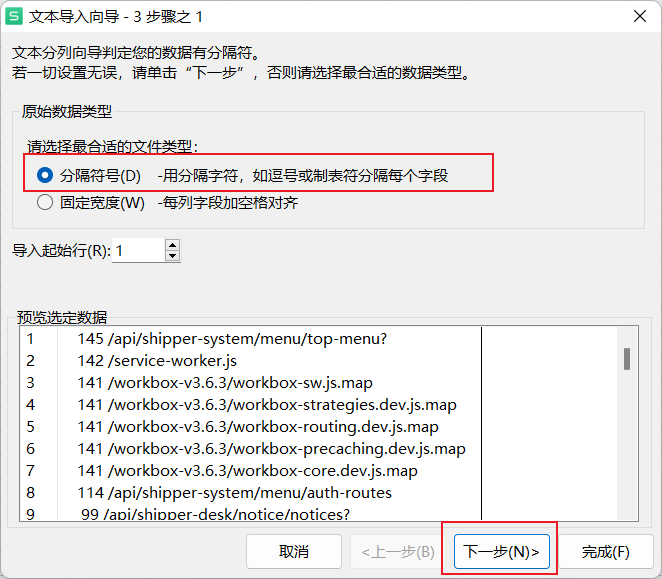 S 文本导入向导 - 3 步骤之 1
文本分列向导判定您的数据有分隔符。
若一切设置无误，请单击“下一步”，否则请选择最合适的数据类型。
原始数据类型
请选择最合适的文件类型：
分隔符号(D) -用分隔字符，如逗号或制表符分隔每个字段
固定宽度(W) -每列字段加空格对齐
导入起始行(R): 1
预览选定数据
1 145 /api/shipper-system/menu/top-menu?
2 142 /service-worker.js
3 141 /workbox-v3.6.3/workbox-sw.js.map
4 141 /workbox-v3.6.3/workbox-strategies.dev.js.map
5 141 /workbox-v3.6.3/workbox-routing.dev.js.map
6 141 /workbox-v3.6.3/workbox-precaching.dev.js.map
7 141 /workbox-v3.6.3/workbox-core.dev.js.map
8 114 /api/shipper-system/menu/auth-routes
9 99 /api/shipper-desk/notice/notices?
取消 <上一步(B) 下一步(N)> 完成(F)